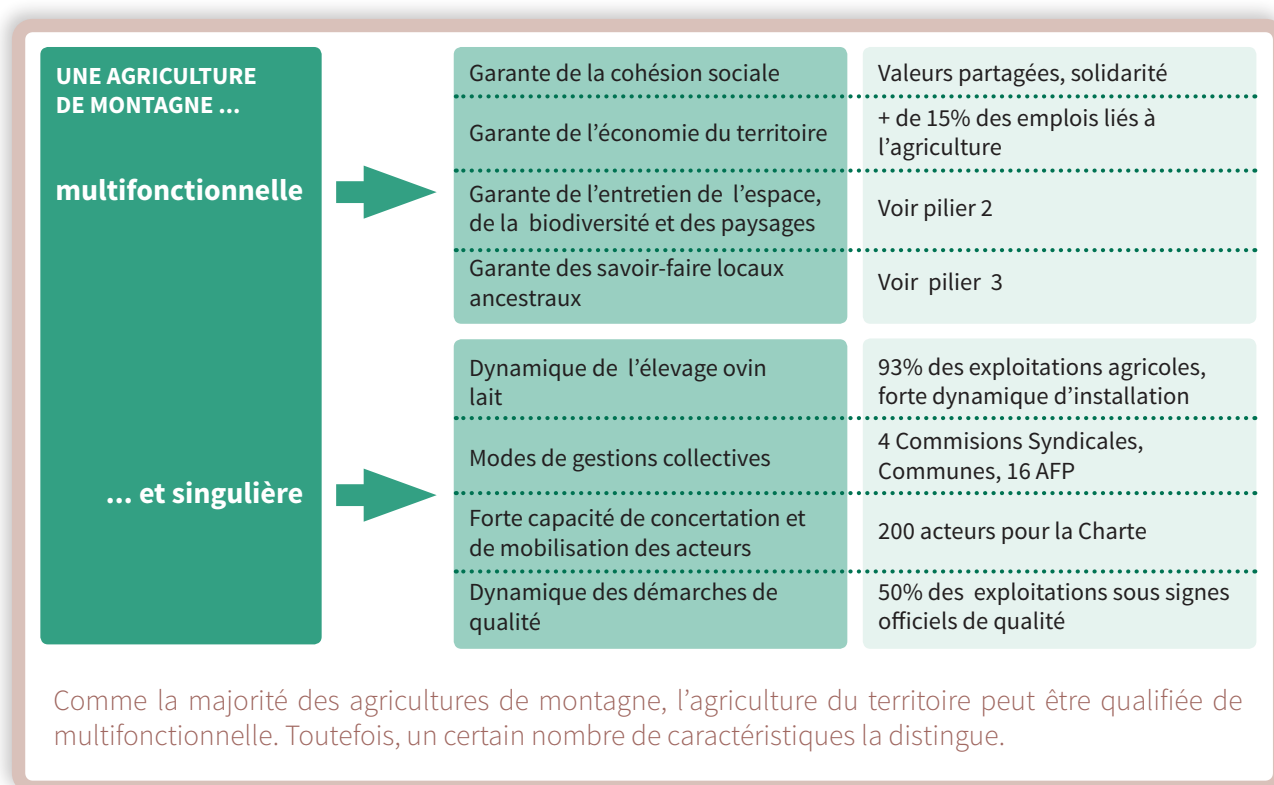 UNE AGRICULTURE
DE MONTAGNE ...
multifonctionnelle
Garante de la cohésion sociale
Valeurs partagées, solidarité
Garante de l'économie du territoire
+ de 15% des emplois liés à
l'agriculture
Garante de l'entretien de l'espace,
de la biodiversité et des paysages
Voir pilier 2
Garante des savoir-faire locaux
ancestraux
Voir pilier 3
... et singulière
Dynamique de l'élevage ovin
lait
93% des exploitations agricoles,
forte dynamique d'installation
Modes de gestions collectives
4 Commisions Syndicales,
Communes, 16 AFP
Forte capacité de concertation et
de mobilisation des acteurs
200 acteurs pour la Charte
Dynamique des démarches de
qualité
50% des exploitations sous signes
officiels de qualité
Comme la majorité des agricultures de montagne, l'agriculture du territoire peut être qualifiée de
multifonctionnelle. Toutefois, un certain nombre de caractéristiques la distingue.